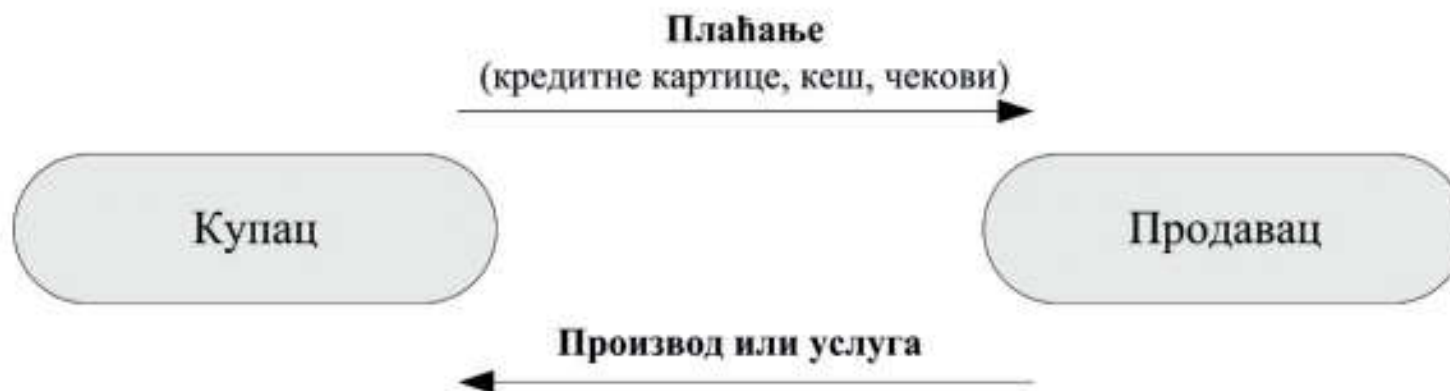 Плаћање
(кредитне картице, кеш, чекови)
Купац
Продавац
Производ или услуга